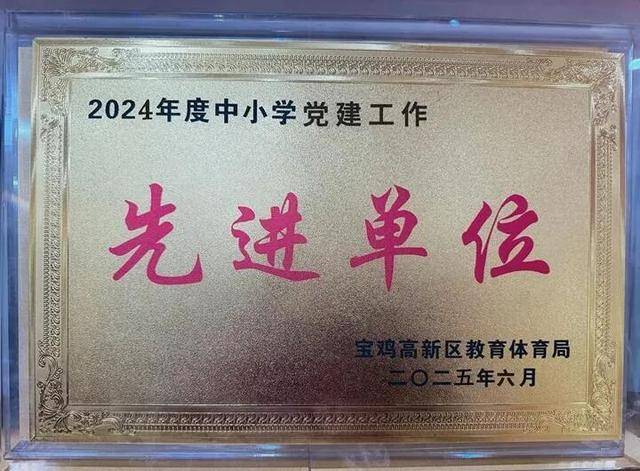 2024年度中小学党建工作
先进单位
宝鸡高新区教育体育局
二〇二五年六月